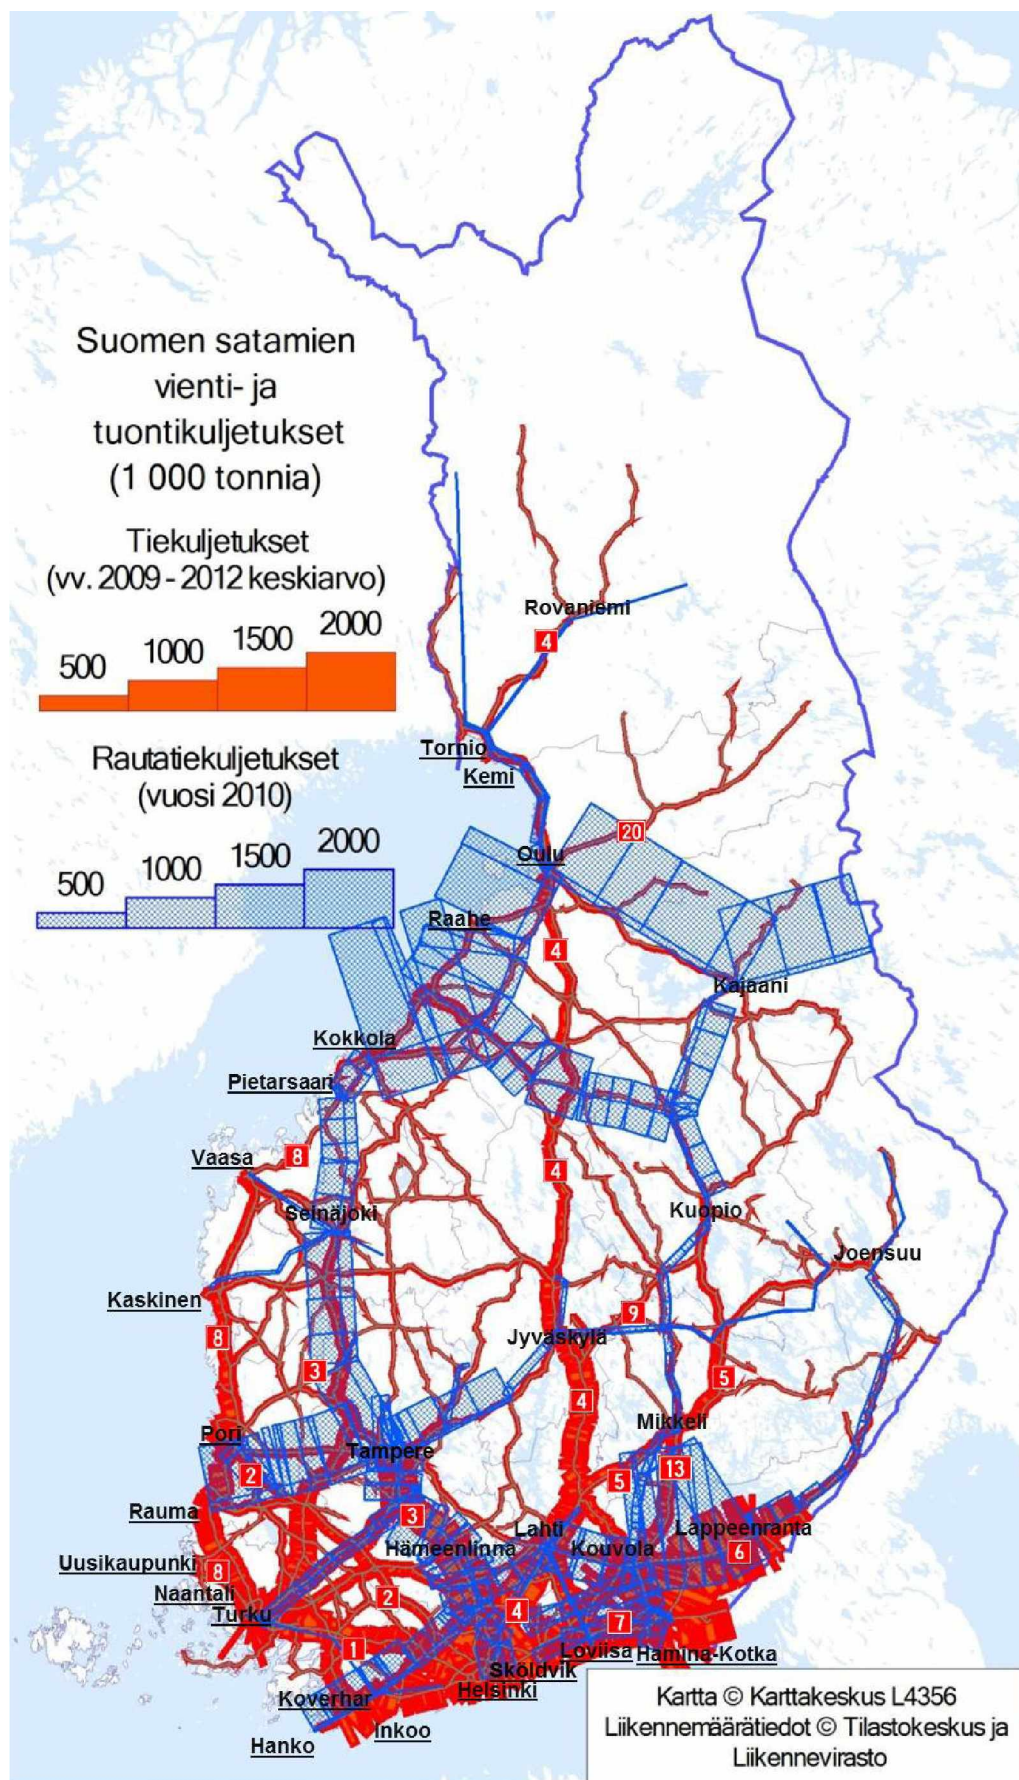 Suomen satamien
vienti- ja
tuontikuljetukset
(1 000 tonnia)
Tiekuljetukset
(vv. 2009 - 2012 keskiarvo)
500 1000 1500 2000
Rautatiekuljetukset
(vuosi 2010)
500 1000 1500 2000
Rovaniemi
4
Tornio
Kemi
20
Oulu
Raahe
4
Kajaani
Kokkola
Pietarsaari
8
Vaasa
4
Seinäjoki
Kuopio
Joensuu
Kaskinen
9
8
Jyväskylä
3
5
4
Mikkeli
Pori
Tampere
2
5
13
Rauma
3
Lahti
Lappeenranta
Hämeenlinna
Kouvola
6
Uusikaupunki
8
Naantali
2
Turku
4
7
1
Loviisa
Hamina-Kotka
Sköldvik
Helsinki
Koverhar
Inkoo
Hanko
Kartta © Karttakeskus L4356
Liikennemäärätiedot © Tilastokeskus ja
Liikennevirasto